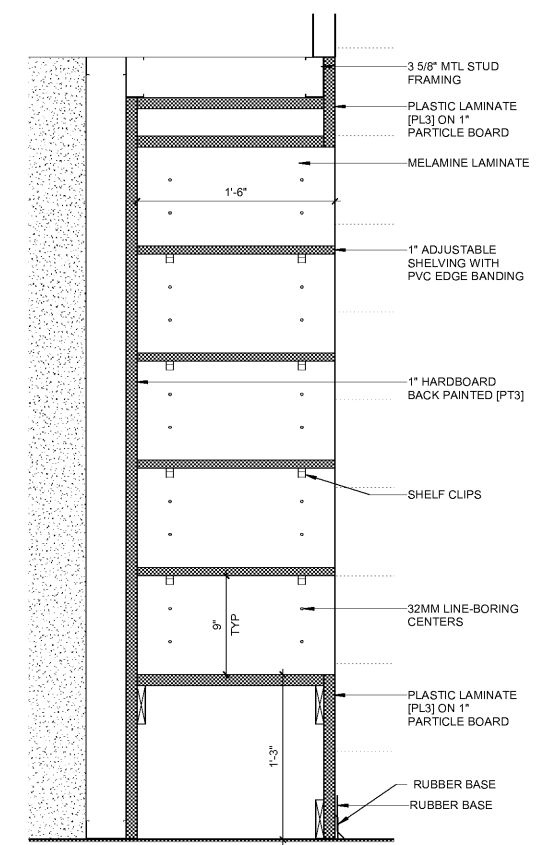 3 5/8" MTL STUD
FRAMING
PLASTIC LAMINATE
[PL3] ON 1"
PARTICLE BOARD
MELAMINE LAMINATE
1'-6"
1" ADJUSTABLE
SHELVING WITH
PVC EDGE BANDING
1" HARDBOARD
BACK PAINTED [PT3]
SHELF CLIPS
9"
TYP
32MM LINE-BORING
CENTERS
PLASTIC LAMINATE
[PL3] ON 1"
PARTICLE BOARD
1'-3"
RUBBER BASE
RUBBER BASE